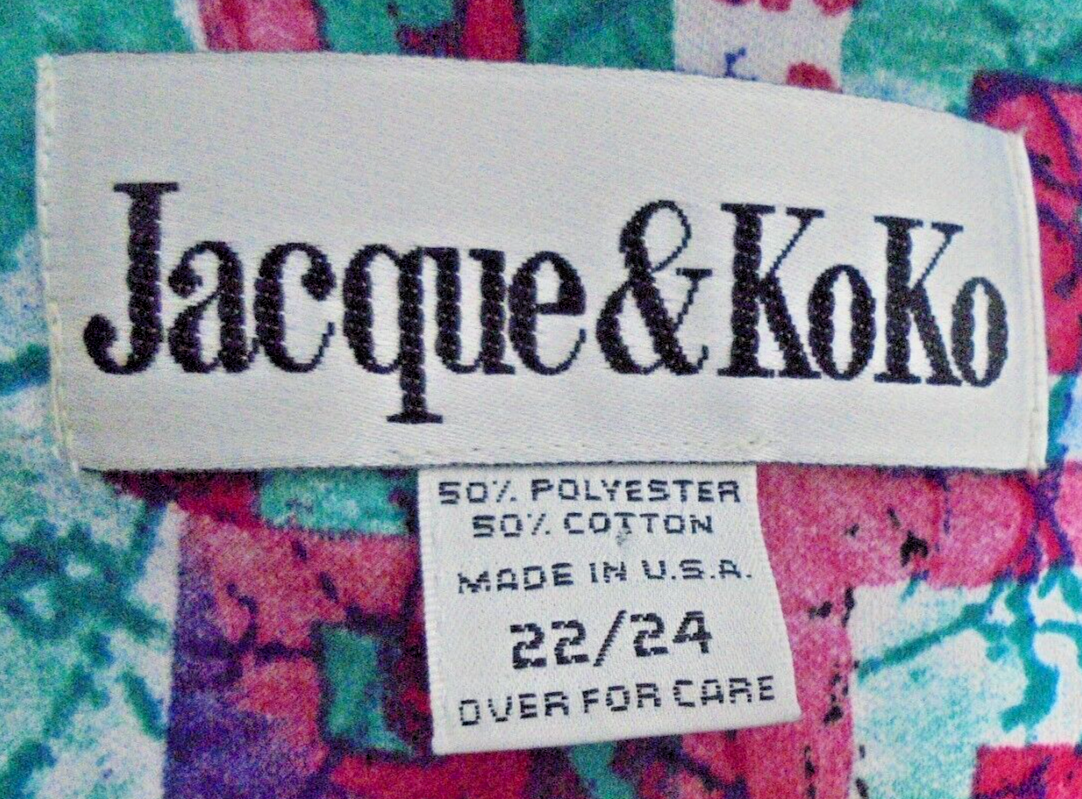 Jacque & KoKo
50% POLYESTER
50% COTTON
MADE IN U.S.A.
22/24
OVER FOR CARE